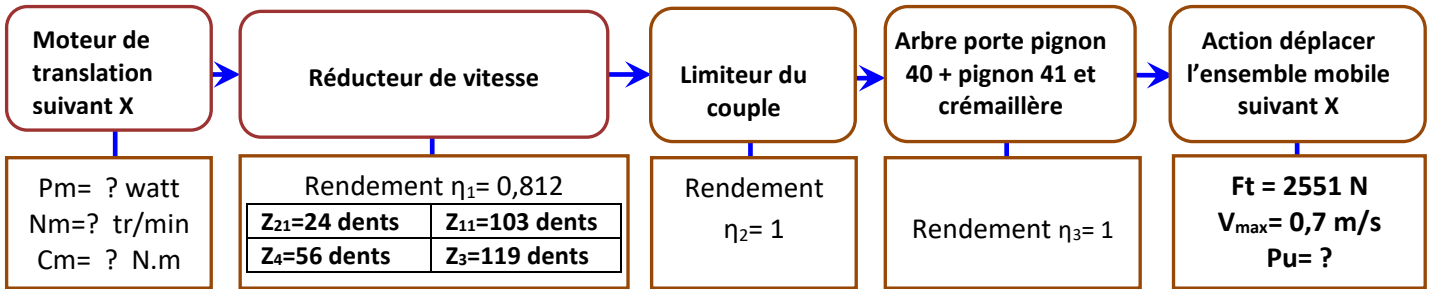 Moteur de
translation
suivant X
Réducteur de vitesse
Limiteur du
couple
Arbre porte pignon
40 + pignon 41 et
crémaillère
Action déplacer
l’ensemble mobile
suivant X
Pm= ? watt
Nm=? tr/min
Cm= ? N.m
Rendement η₁= 0,812
Z₂₁=24 dents Z₁₁=103 dents
Z₄=56 dents Z₃=119 dents
Rendement
η₂= 1
Rendement η₃= 1
Ft = 2551 N
Vₘₐₓ= 0,7 m/s
Pu= ?